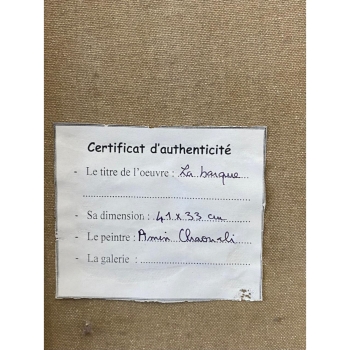 Certificat d'authenticité
- Le titre de l'oeuvre : La barque
- Sa dimension : 41 x 33 cm
- Le peintre : Amin Chaouali
- La galerie :